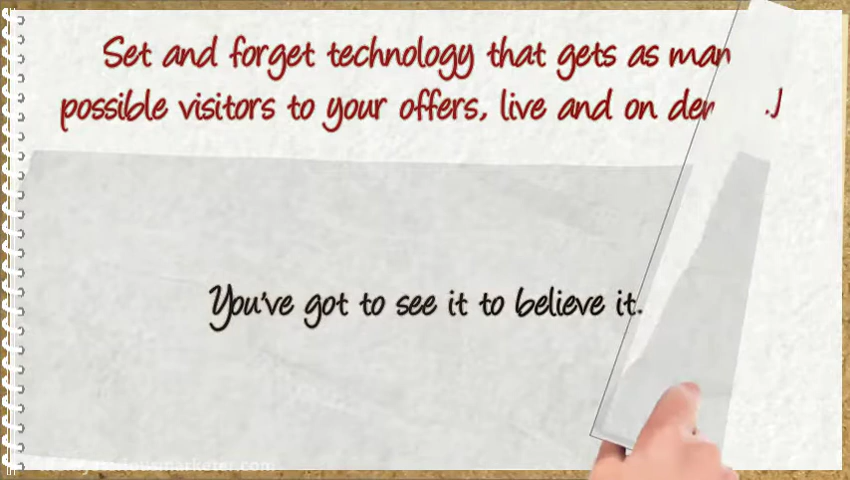 Set and forget technology that gets as man
possible visitors to your offers, live and on de
You've got to see it to believe it.